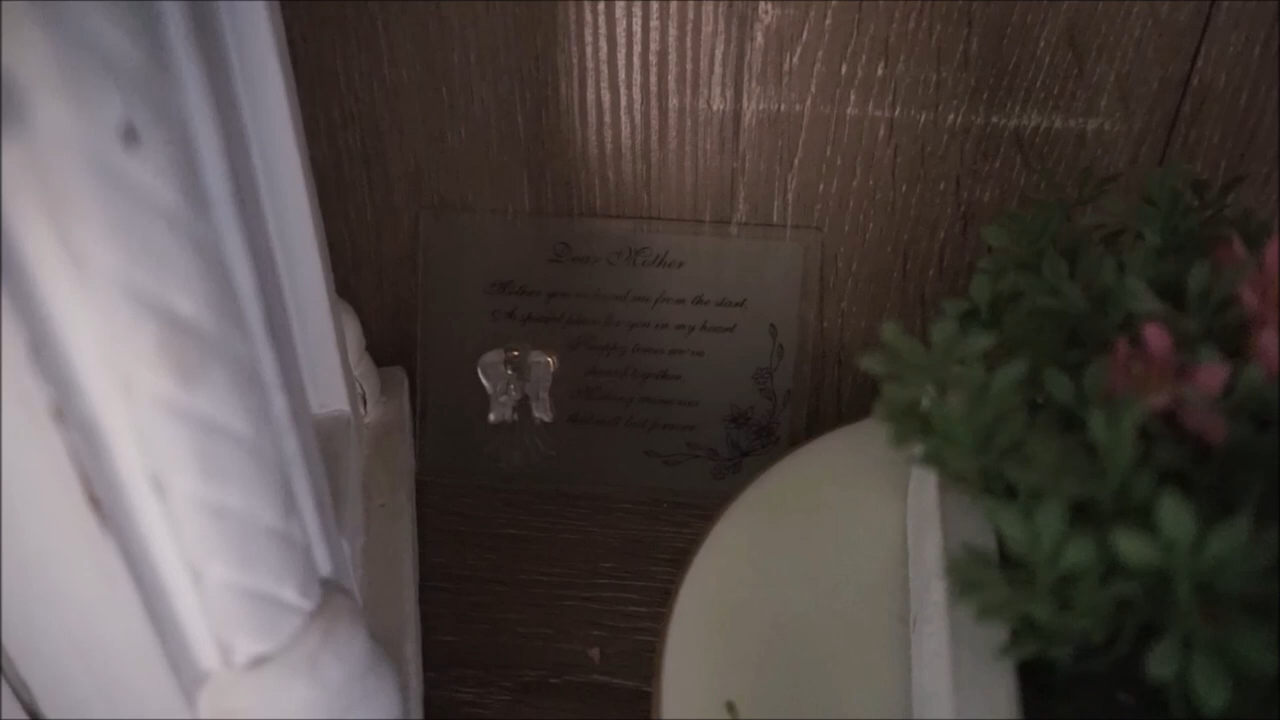 Dear Mother
Mother you've loved me from the start,
A special place for you in my heart
Happy times we've
shared together
Making memories
that will last forever